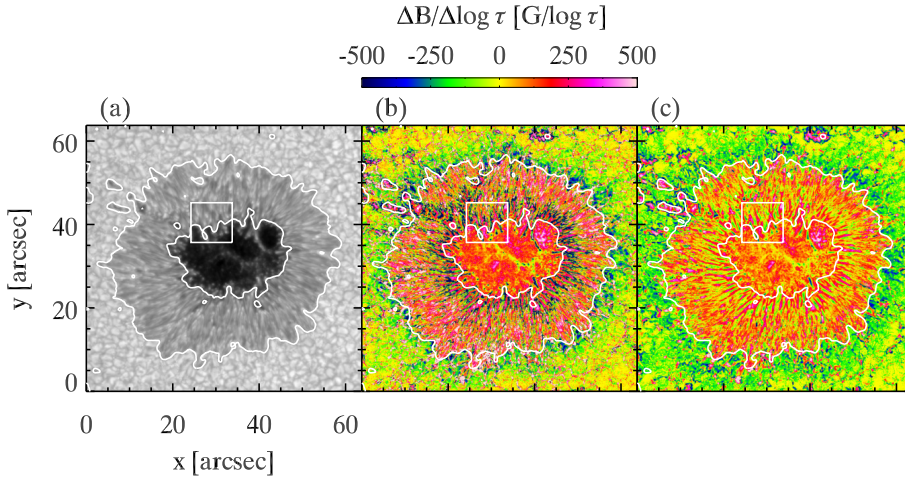 ΔB/Δlog τ [G/log τ]
-500 -250 0 250 500
(a) (b) (c)
60
40
20
0
y [arcsec]
0 20 40 60
x [arcsec]